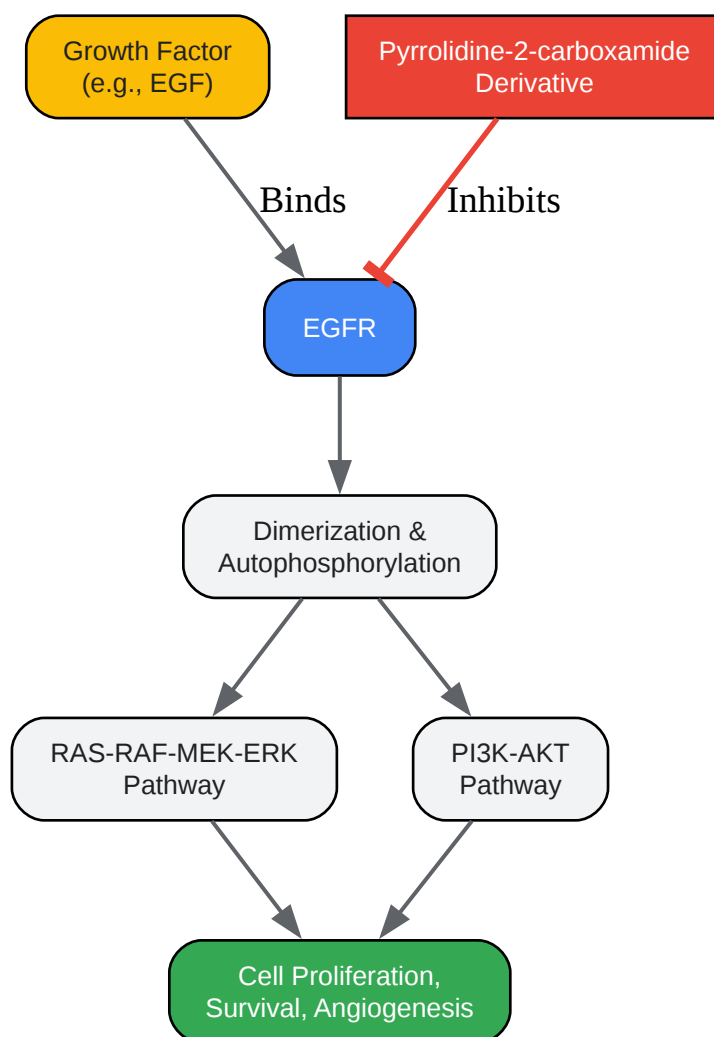 Growth Factor
(e.g., EGF)
Pyrrolidine-2-carboxamide
Derivative
Binds
Inhibits
EGFR
Dimerization &
Autophosphorylation
RAS-RAF-MEK-ERK
Pathway
PI3K-AKT
Pathway
Cell Proliferation,
Survival, Angiogenesis